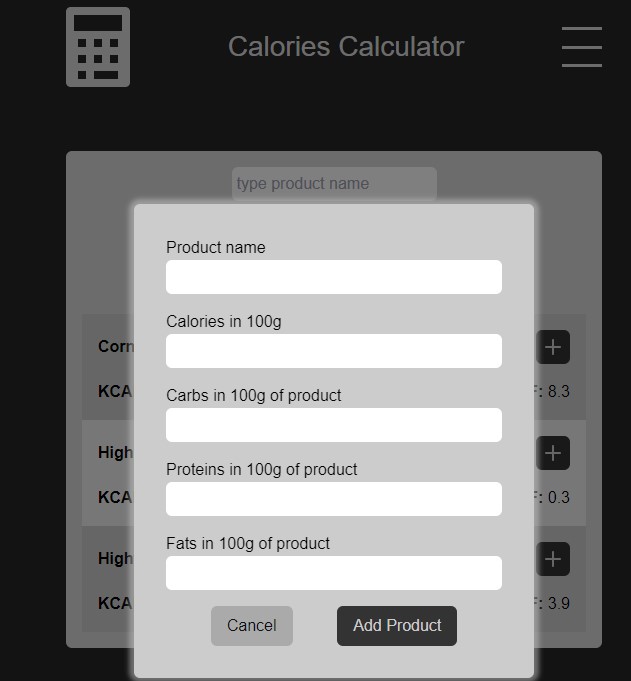 Calories Calculator
type product name
Product name
Calories in 100g
Carbs in 100g of product
Proteins in 100g of product
Fats in 100g of product
Cancel
Add Product
Corn
KCA
F: 8.3
High
KCA
F: 0.3
High
KCA
F: 3.9